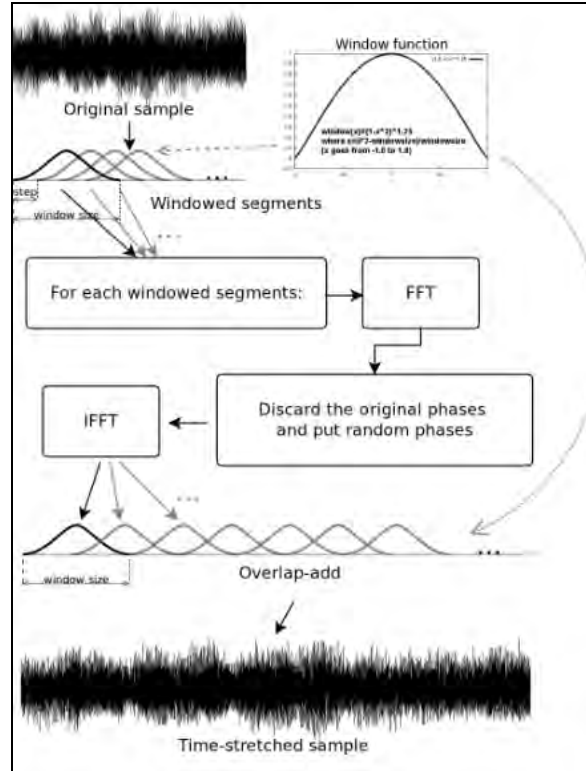 Window function
Original sample
window(x)=(1-x^2)^1.25
where x=(i*2-windowsize)/windowsize
(x goes from -1.0 to 1.0)
...
step
window size
Windowed segments
...
For each windowed segments:
FFT
Discard the original phases
and put random phases
IFFT
...
...
window size
Overlap-add
Time-stretched sample